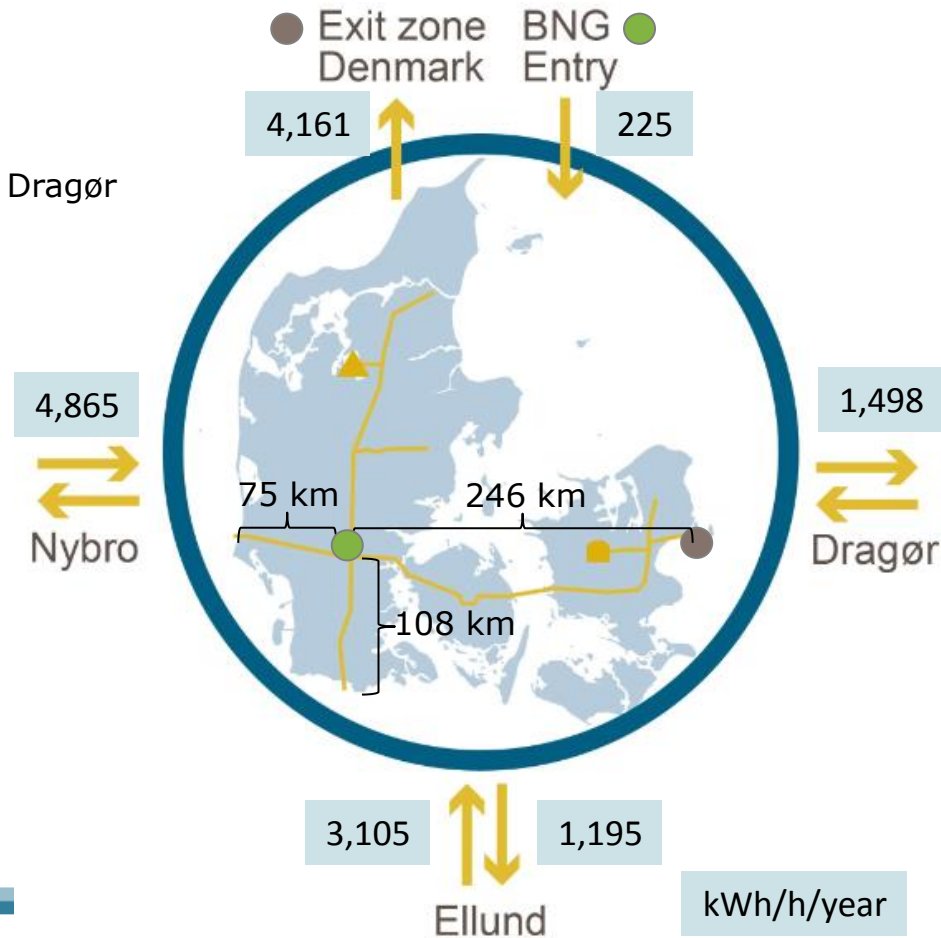 Exit zone
Denmark
BNG
Entry
4,161
225
Dragør
4,865
1,498
75 km
246 km
Nybro
Dragør
108 km
3,105
1,195
Ellund
kWh/h/year